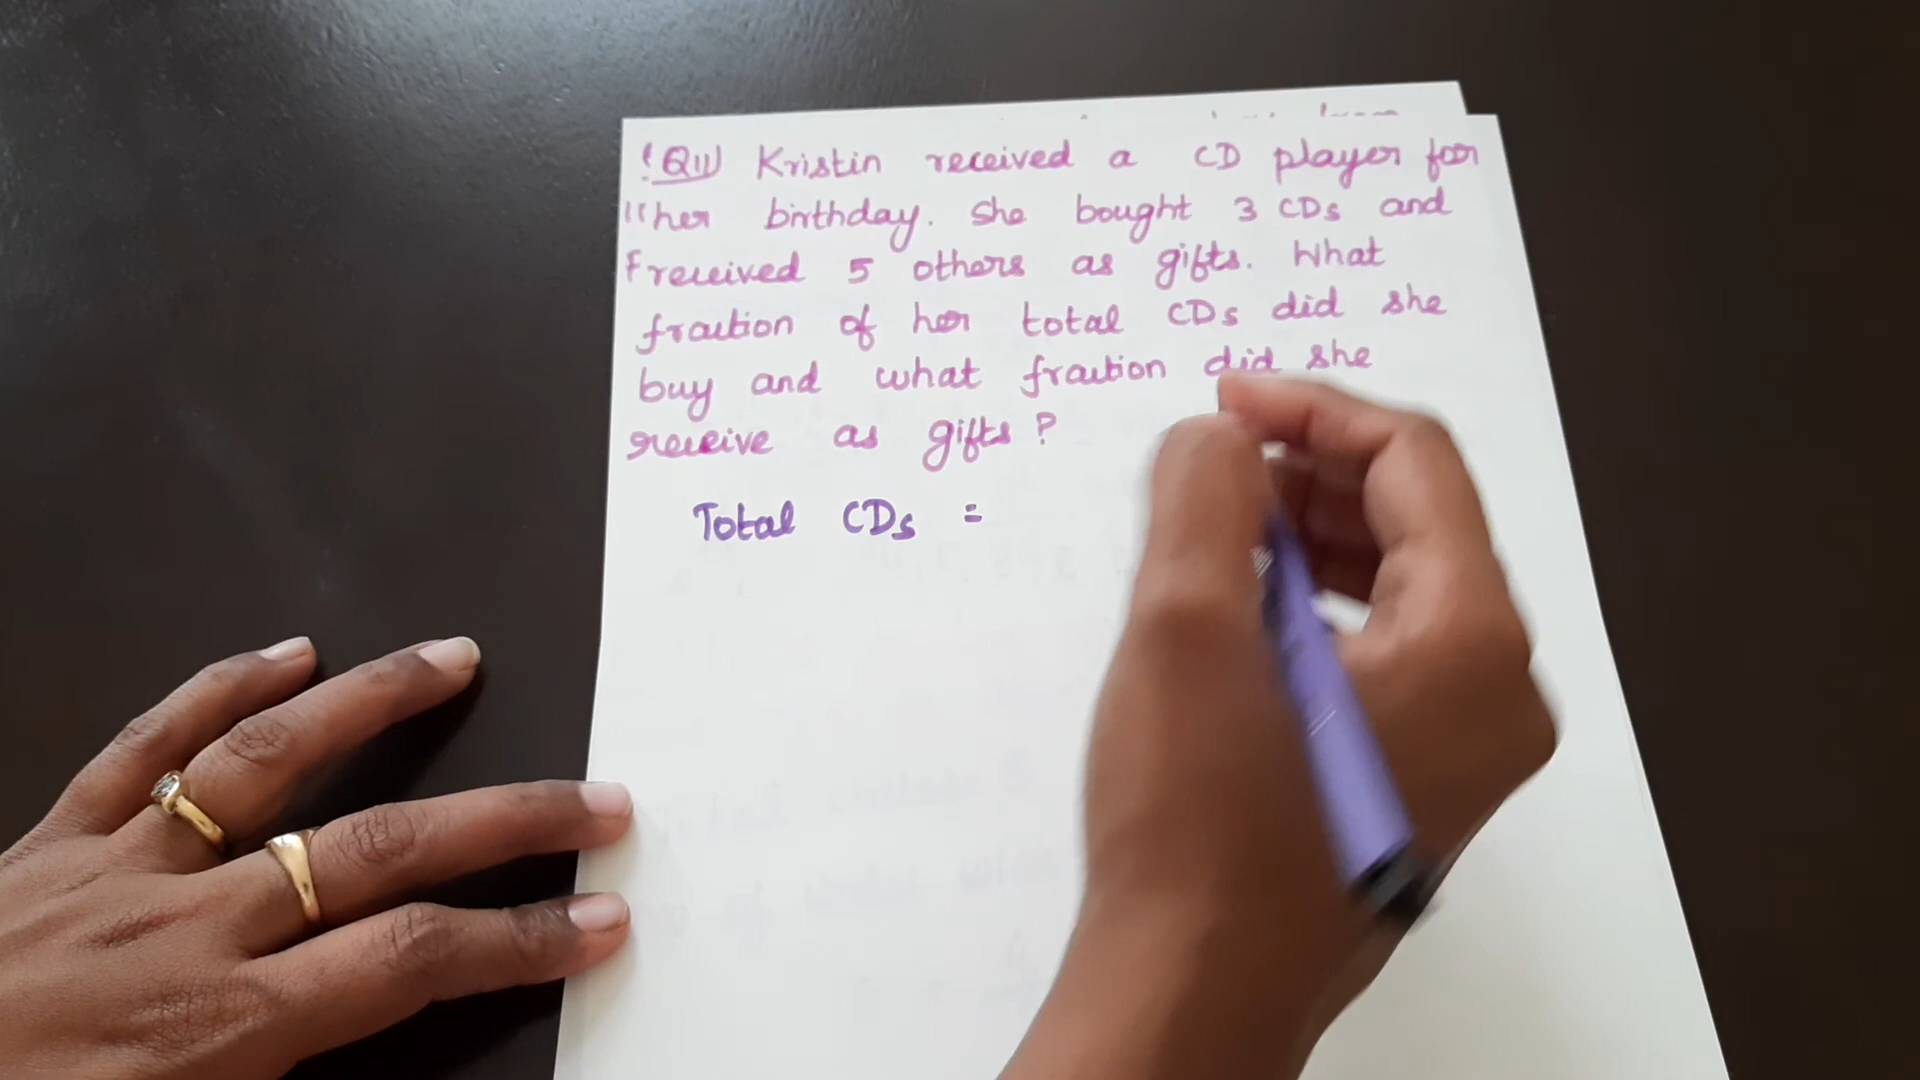 Q11) Kristin received a CD player for
her birthday. She bought 3 CDs and
received 5 others as gifts. What
fraction of her total CDs did she
buy and what fraction did she
receive as gifts?
Total CDs =